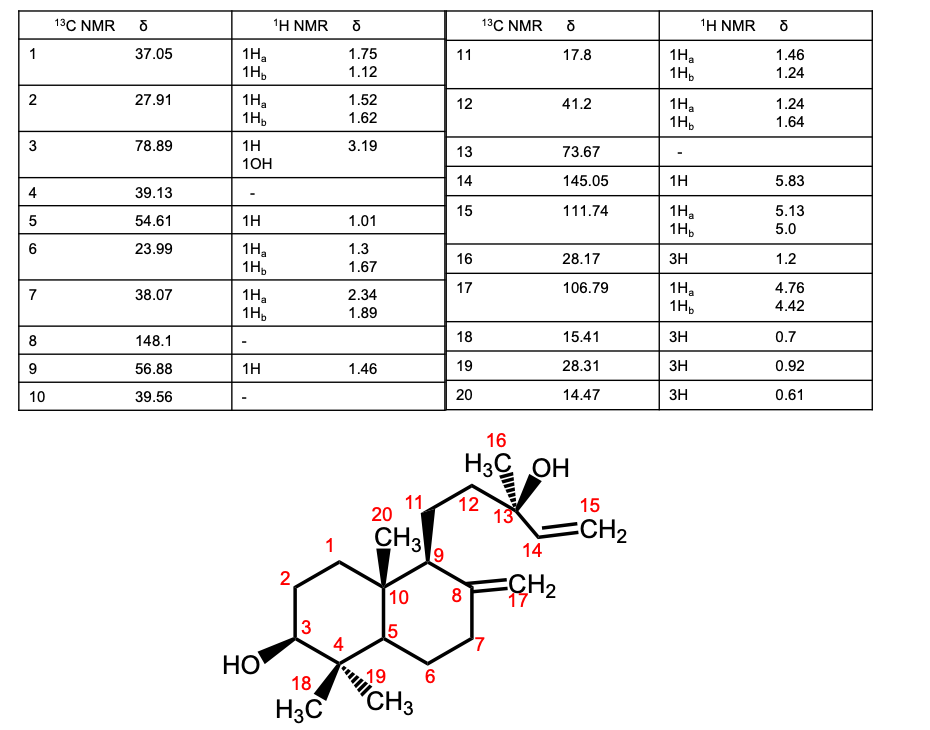 ¹³C NMR δ ¹H NMR δ
1 37.05 1Hₐ 1.75
1H_b 1.12
2 27.91 1Hₐ 1.52
1H_b 1.62
3 78.89 1H 3.19
1OH
4 39.13 -
5 54.61 1H 1.01
6 23.99 1Hₐ 1.3
1H_b 1.67
7 38.07 1Hₐ 2.34
1H_b 1.89
8 148.1 -
9 56.88 1H 1.46
10 39.56 -
¹³C NMR δ ¹H NMR δ
11 17.8 1Hₐ 1.46
1H_b 1.24
12 41.2 1Hₐ 1.24
1H_b 1.64
13 73.67 -
14 145.05 1H 5.83
15 111.74 1Hₐ 5.13
1H_b 5.0
16 28.17 3H 1.2
17 106.79 1Hₐ 4.76
1H_b 4.42
18 15.41 3H 0.7
19 28.31 3H 0.92
20 14.47 3H 0.61
16
H₃C OH
11 12 13 15
CH₂
14
20
CH₃
1 9
2 CH₂
10 8 17
3 4 5 7
HO 6
18 19
H₃C CH₃